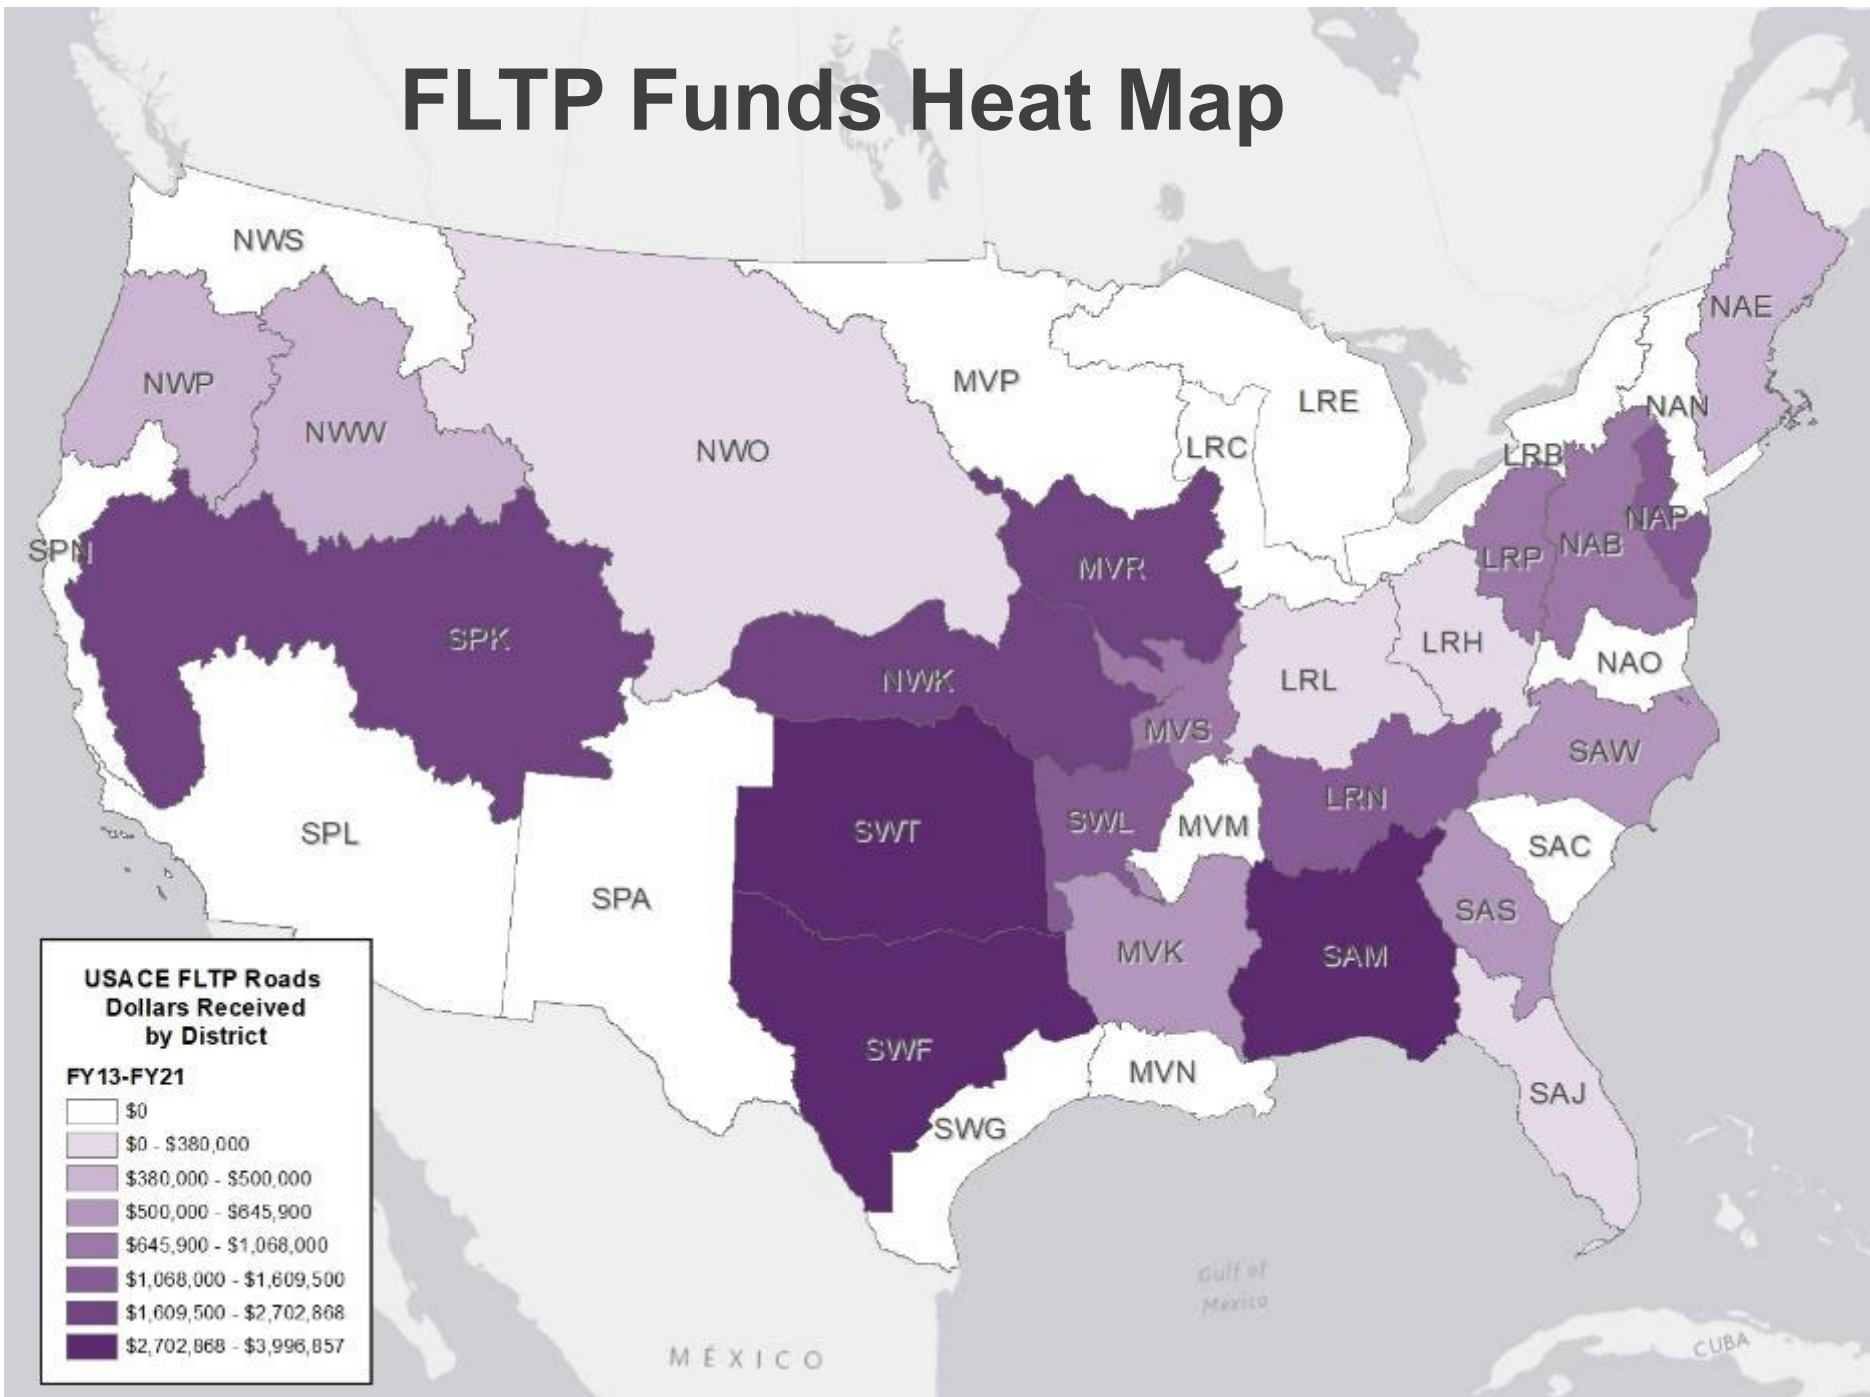 FLTP Funds Heat Map
NWS
NAE
NWP
MVP
NWW
LRE
NAN
NWO
LRC
LRB
NAP
SPN
MVR
LRP
NAB
SPK
LRH
NAO
NWK
LRL
MVS
SAW
LRN
SPL
SWT
SWL
MVM
SAC
SPA
SAS
MVK
SAM
SWF
MVN
SAJ
SWG
USACE FLTP Roads
Dollars Received
by District
FY13-FY21
$0
$0 - $380,000
$380,000 - $500,000
$500,000 - $645,900
$645,900 - $1,068,000
$1,068,000 - $1,609,500
$1,609,500 - $2,702,868
$2,702,868 - $3,996,857
Gulf of
Mexico
MÉXICO
CUBA